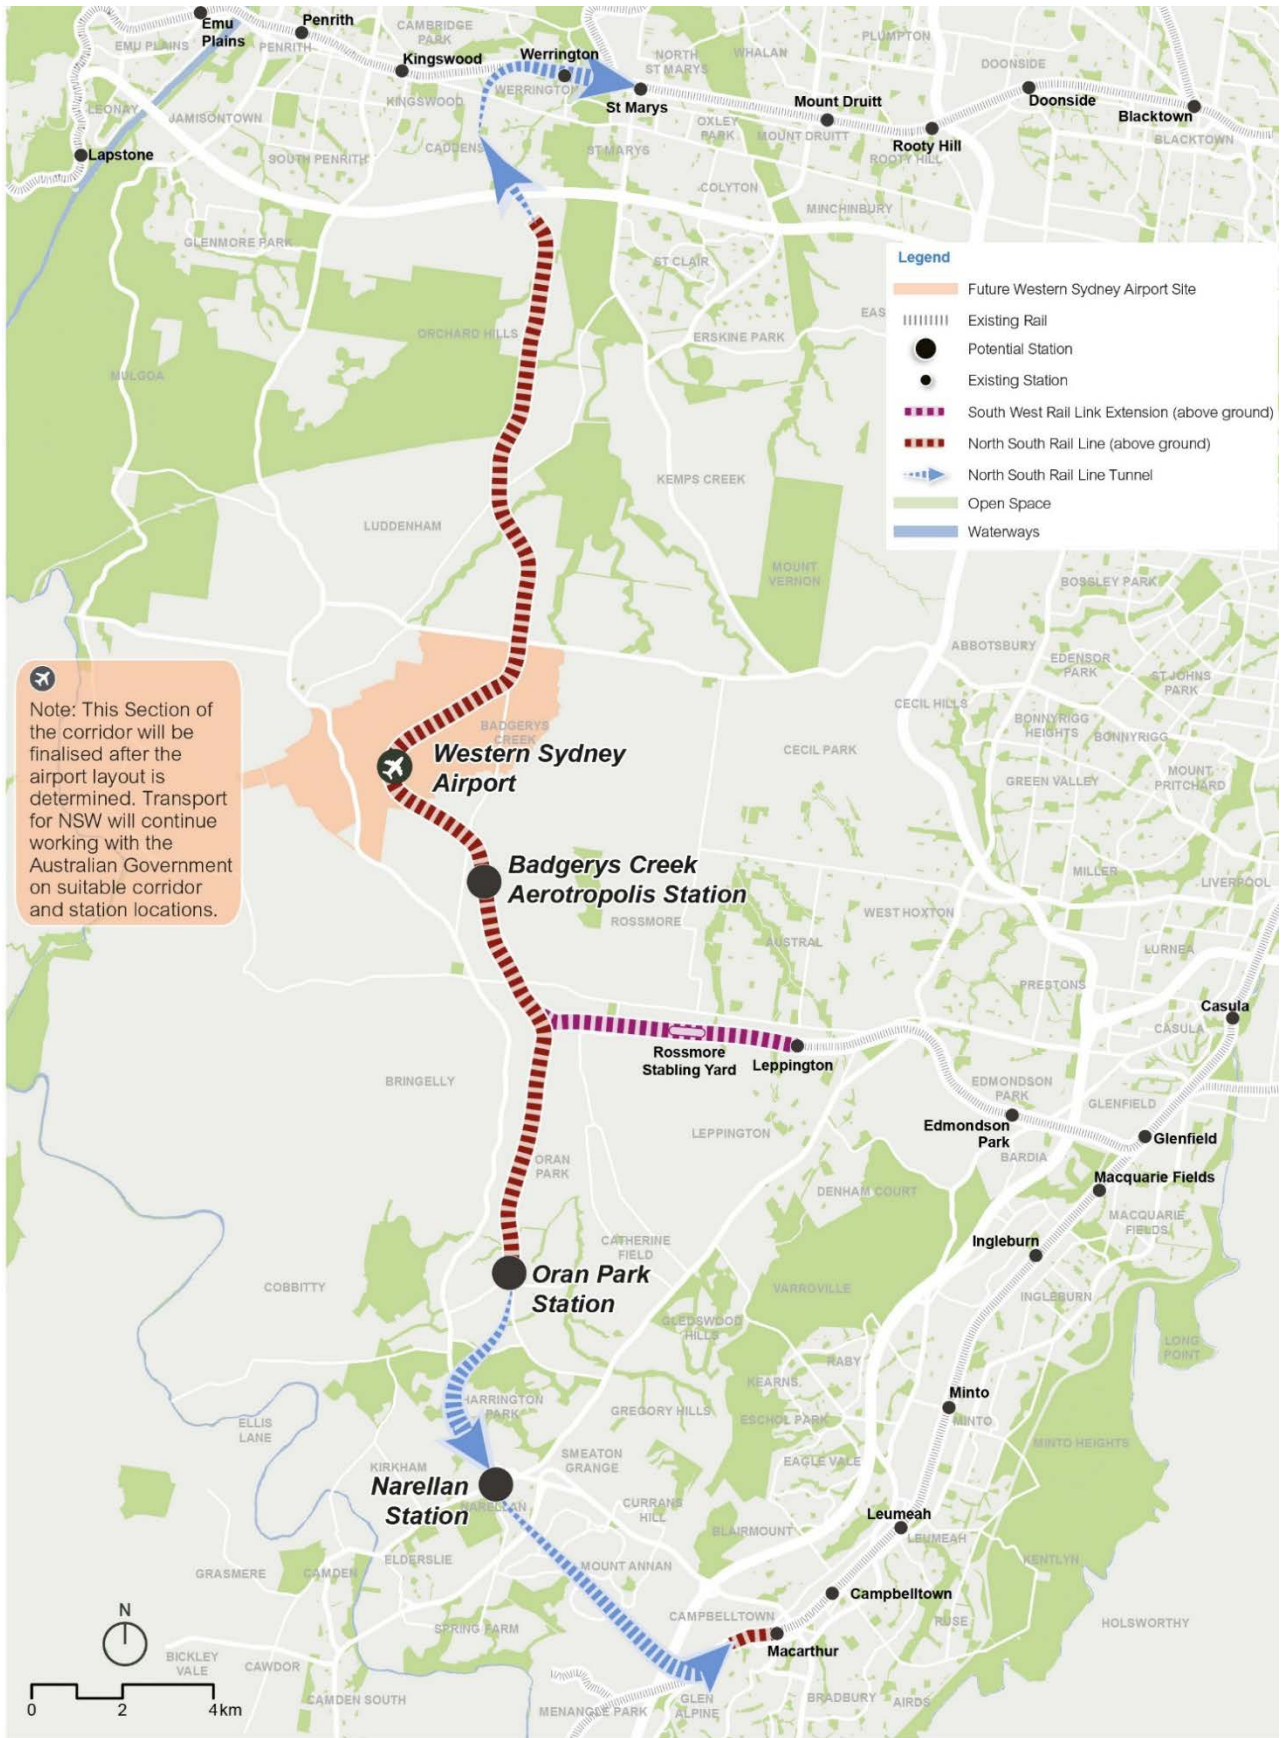 Emu
Plains
Penrith
CAMBRIDGE
PARK
PLUMPTON
EMU PLAINS
PENRITH
Kingswood
Werrington
NORTH
ST MARYS
WHALAN
DOONSIDE
LEONAY
JAMISONTOWN
KINGSWOOD
WERRINGTON
St Marys
Mount Druitt
Doonside
Blacktown
OXLEY
PARK
MOUNT DRUITT
Rooty Hill
ROOTY HILL
BLACKTOWN
Lapstone
SOUTH PENRITH
CADDENS
ST MARYS
COLYTON
MINCHINBURY
GLENMORE PARK
ST CLAIR
ORCHARD HILLS
ERSKINE PARK
EAS
MULGOA
Legend
Future Western Sydney Airport Site
Existing Rail
Potential Station
Existing Station
South West Rail Link Extension (above ground)
North South Rail Line (above ground)
North South Rail Line Tunnel
Open Space
Waterways
KEMPS CREEK
LUDDENHAM
MOUNT
VERNON
BOSSLEY PARK
ABBOTSBURY
EDENSOR
PARK
ST JOHNS
PARK
CECIL HILLS
BONNYRIGG
HEIGHTS
BONNYRIGG
Note: This Section of
the corridor will be
finalised after the
airport layout is
determined. Transport
for NSW will continue
working with the
Australian Government
on suitable corridor
and station locations.
BADGERYS
CREEK
Western Sydney
Airport
CECIL PARK
GREEN VALLEY
MOUNT
PRITCHARD
Badgerys Creek
Aerotropolis Station
MILLER
LIVERPOOL
ROSSMORE
WEST HOXTON
AUSTRAL
LURNEA
PRESTONS
Casula
CASULA
Rossmore
Stabling Yard
Leppington
BRINGELLY
EDMONDSON
PARK
GLENFIELD
LEPPINGTON
Edmondson
Park
BARDIA
Glenfield
ORAN
PARK
DENHAM COURT
Macquarie Fields
MACQUARIE
FIELDS
CATHERINE
FIELD
Ingleburn
COBBITTY
Oran Park
Station
VARROVILLE
INGLEBURN
GLEDSWOOD
HILLS
LONG
POINT
RABY
KEARNS
Minto
HARRINGTON
PARK
GREGORY HILLS
ESCHOL PARK
MINTO
ELLIS
LANE
MINTO HEIGHTS
SMEATON
GRANGE
EAGLE VALE
KIRKHAM
Narellan
Station
NARELLAN
CURRANS
HILL
Leumeah
BLAIRMOUNT
LEUMEAH
ELDERSLIE
MOUNT ANNAN
KENTLYN
GRASMERE
CAMDEN
Campbelltown
CAMPBELLTOWN
RUSE
HOLSWORTHY
SPRING FARM
Macarthur
N
BICKLEY
VALE
CAWDOR
CAMDEN SOUTH
MENANGLE PARK
GLEN
ALPINE
BRADBURY
AIRDS
0 2 4km